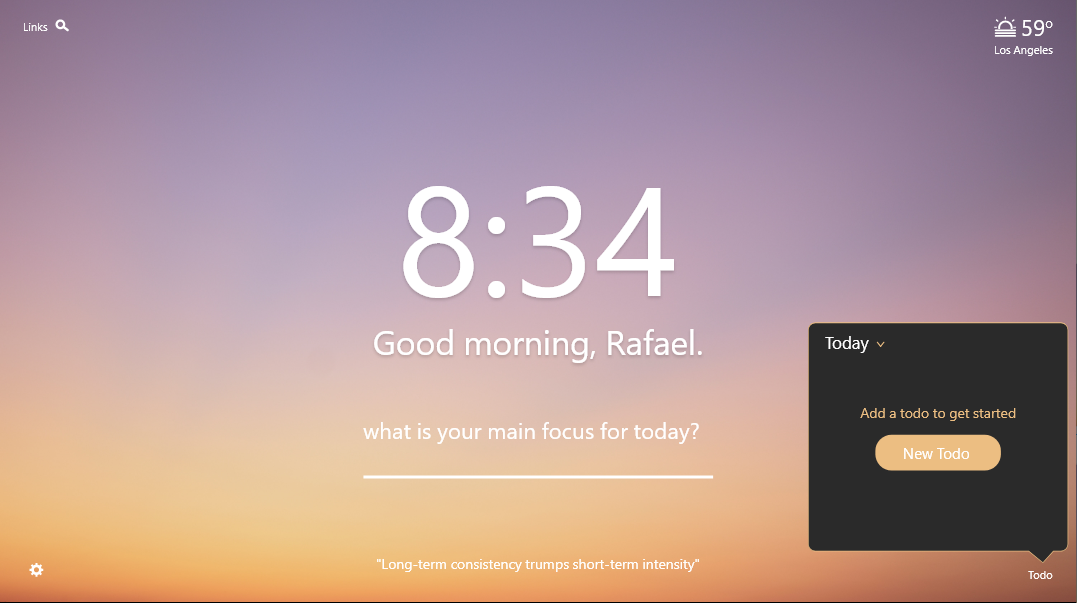 Links
59°
Los Angeles
8:34
Good morning, Rafael.
what is your main focus for today?
"Long-term consistency trumps short-term intensity"
Today
Add a todo to get started
New Todo
Todo